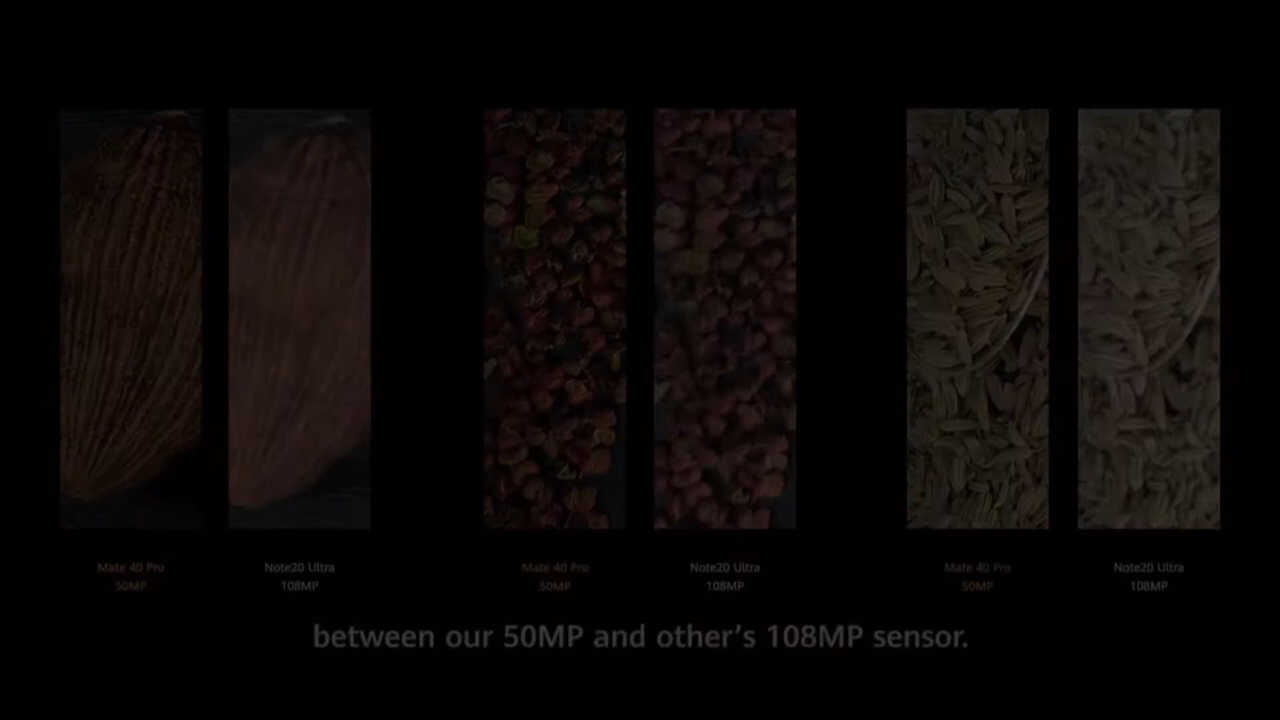 Mate 40 Pro
50MP
Note20 Ultra
108MP
Mate 40 Pro
50MP
Note20 Ultra
108MP
Mate 40 Pro
50MP
Note20 Ultra
108MP
between our 50MP and other's 108MP sensor.